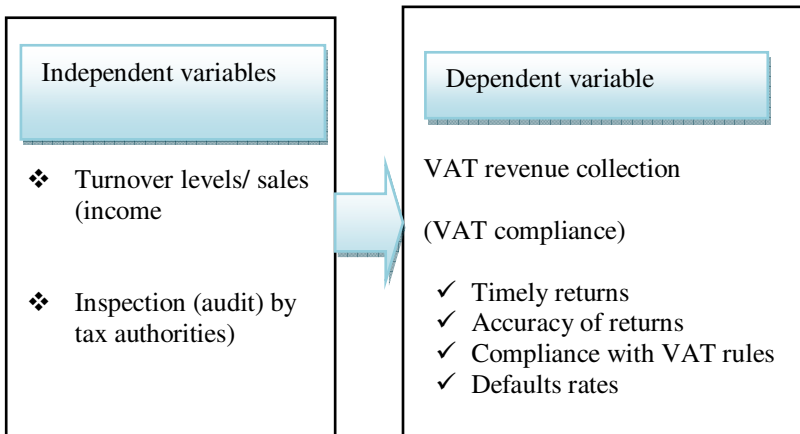 Independent variables
❖ Turnover levels/ sales
(income
❖ Inspection (audit) by
tax authorities)
Dependent variable
VAT revenue collection
(VAT compliance)
✓ Timely returns
✓ Accuracy of returns
✓ Compliance with VAT rules
✓ Defaults rates